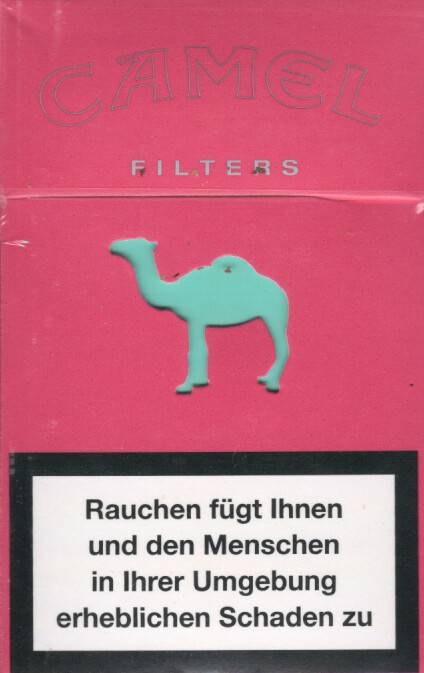 CAMEL
FILTERS
Rauchen fügt Ihnen
und den Menschen
in Ihrer Umgebung
erheblichen Schaden zu